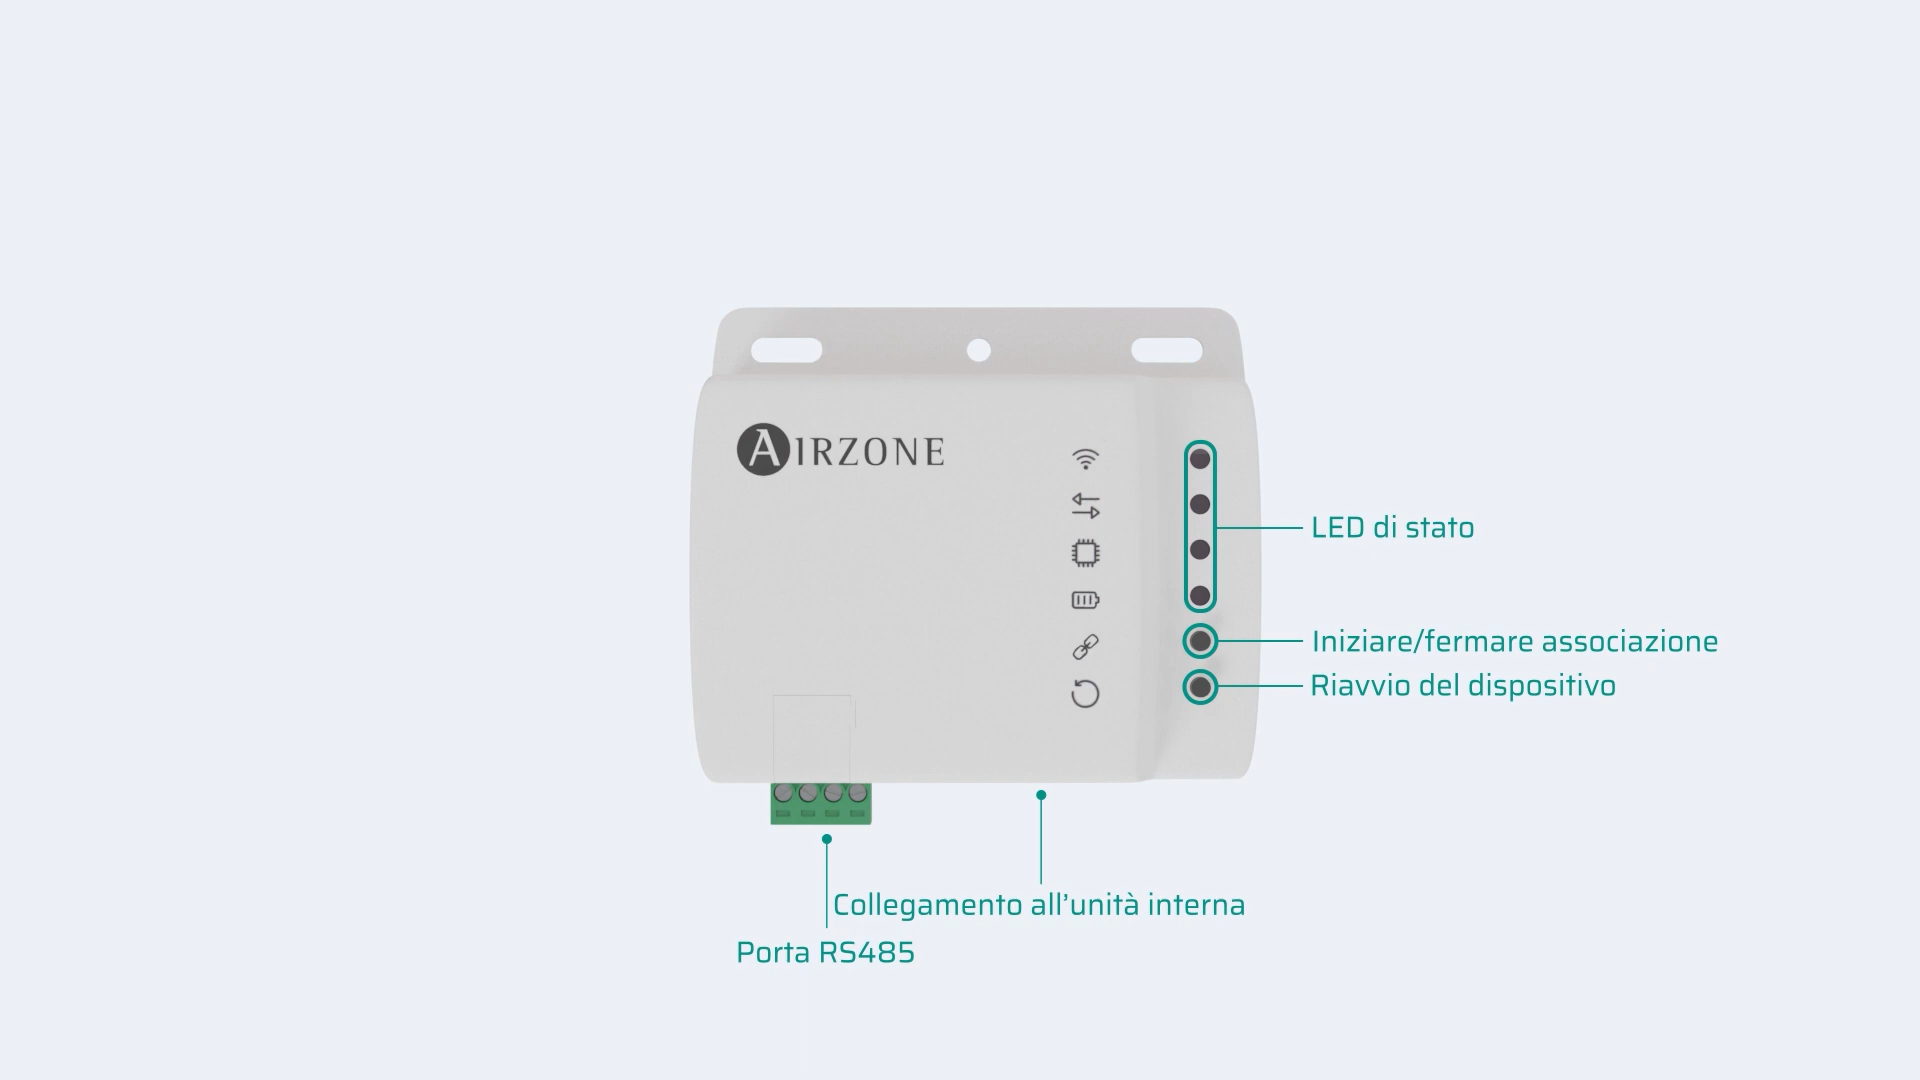 AIRZONE
LED di stato
Iniziare/fermare associazione
Riavvio del dispositivo
Collegamento all’unità interna
Porta RS485